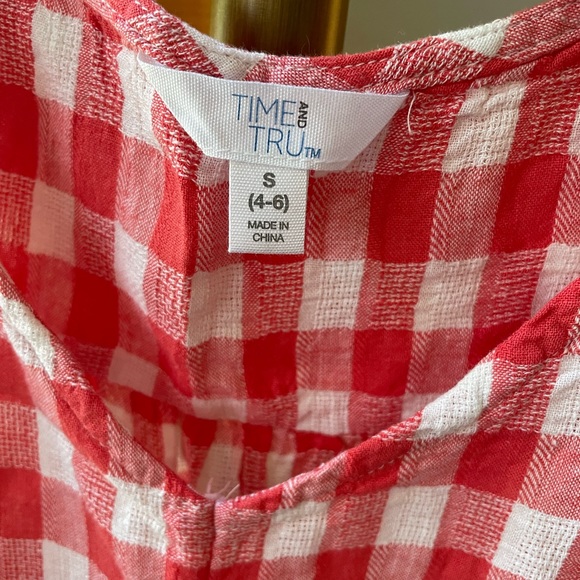 TIME AND
TRU™
S
(4-6)
MADE IN
CHINA